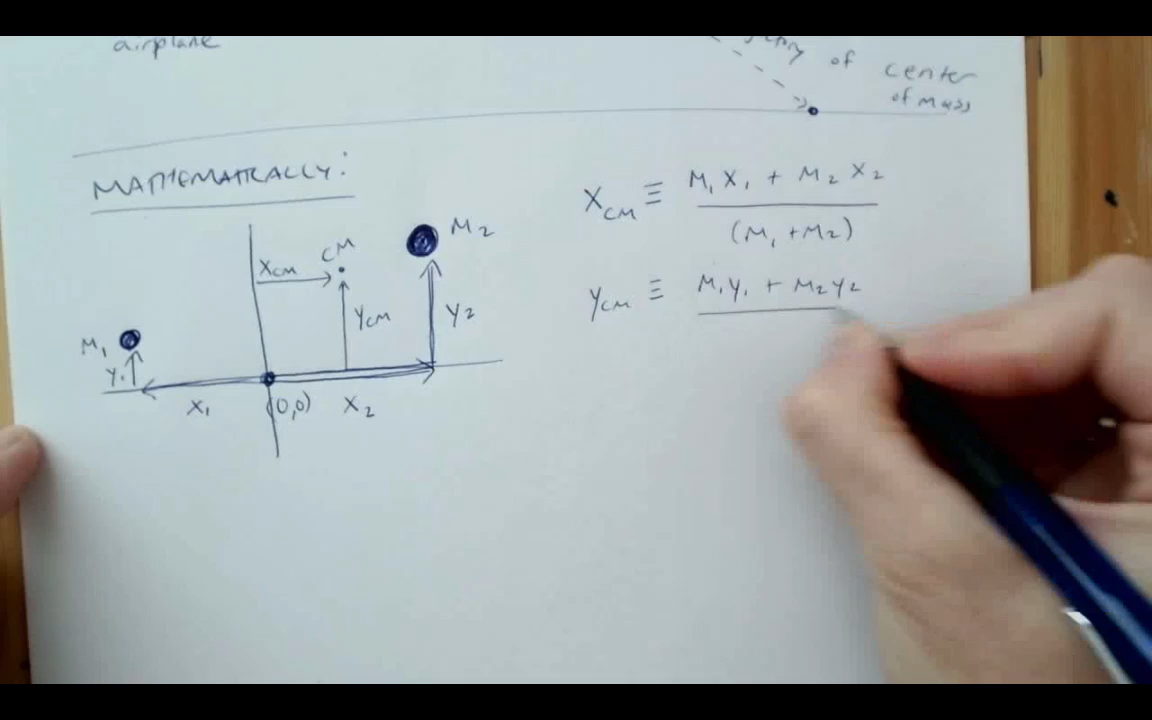 airplane
of center
of mass
MATHEMATICALLY:
X_CM ≡ (M₁X₁ + M₂X₂) / (M₁ + M₂)
M₂
CM
X_CM
Y_CM ≡ M₁Y₁ + M₂Y₂
Y_CM
Y₂
M₁
Y₁
X₁
(0,0)
X₂